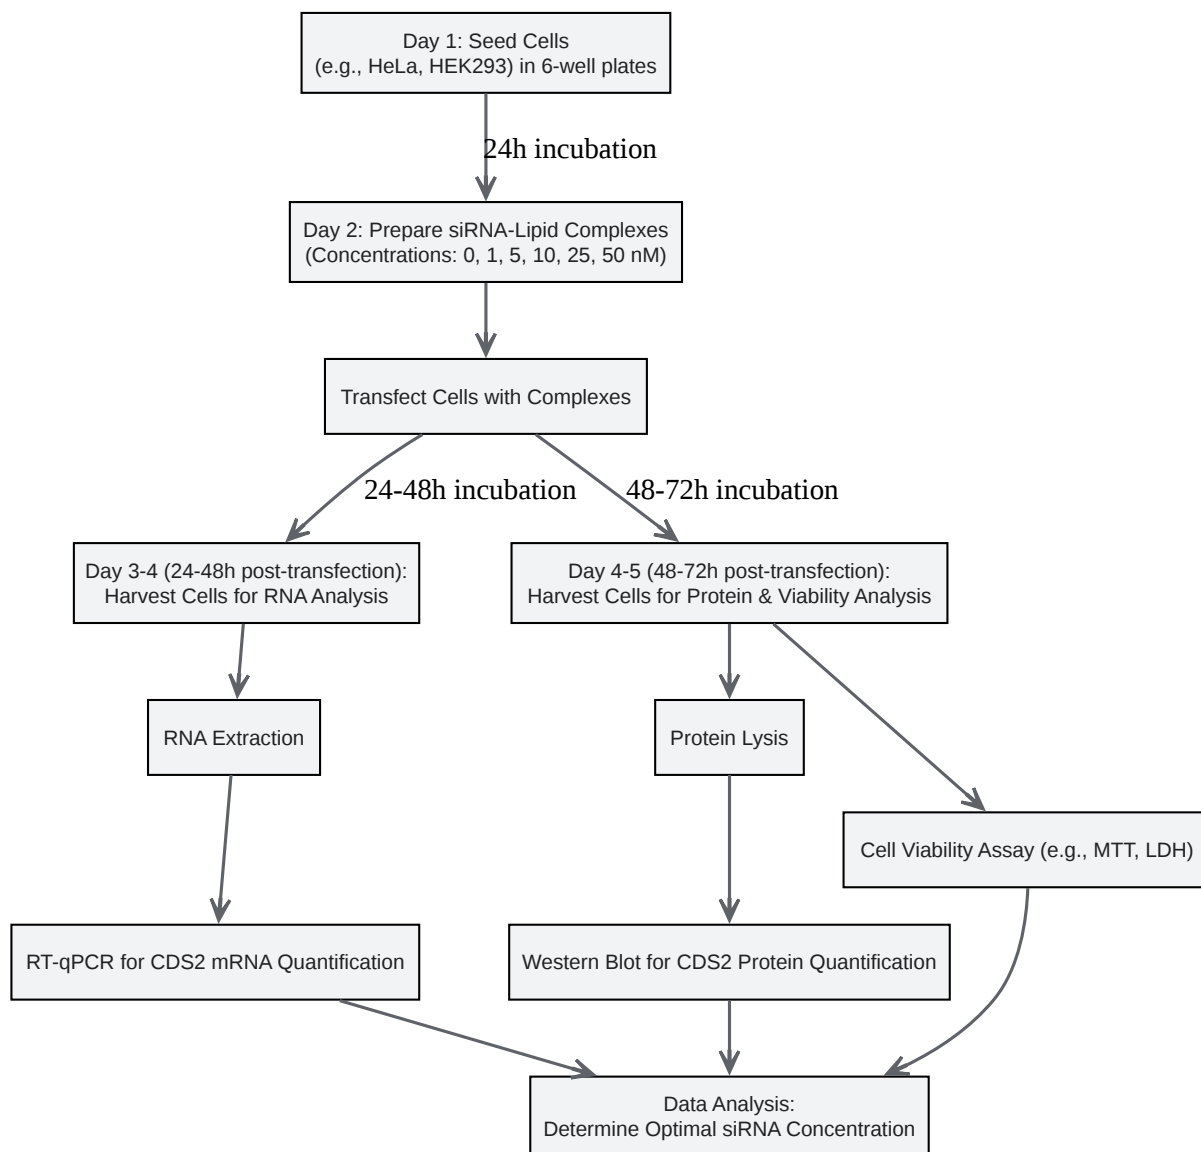 Day 1: Seed Cells
(e.g., HeLa, HEK293) in 6-well plates
24h incubation
Day 2: Prepare siRNA-Lipid Complexes
(Concentrations: 0, 1, 5, 10, 25, 50 nM)
Transfect Cells with Complexes
24-48h incubation
48-72h incubation
Day 3-4 (24-48h post-transfection):
Harvest Cells for RNA Analysis
Day 4-5 (48-72h post-transfection):
Harvest Cells for Protein & Viability Analysis
RNA Extraction
Protein Lysis
Cell Viability Assay (e.g., MTT, LDH)
RT-qPCR for CDS2 mRNA Quantification
Western Blot for CDS2 Protein Quantification
Data Analysis:
Determine Optimal siRNA Concentration